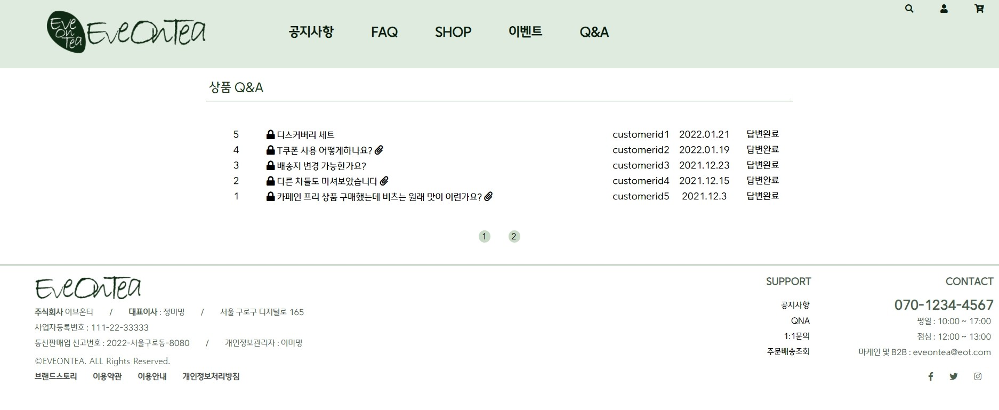 Eve
On
Tea
EveOnTea
공지사항 FAQ SHOP 이벤트 Q&A
상품 Q&A
5 디스커버리 세트 customerid1 2022.01.21 답변완료
4 T쿠폰 사용 어떻게하나요? customerid2 2022.01.19 답변완료
3 배송지 변경 가능한가요? customerid3 2021.12.23 답변완료
2 다른 차들도 마셔보았습니다 customerid4 2021.12.15 답변완료
1 카페인 프리 상품 구매했는데 비츠는 원래 맛이 이런가요? customerid5 2021.12.3 답변완료
1 2
EveOnTea
주식회사 이브온티 / 대표이사 : 정미밍 / 서울 구로구 디지털로 165
사업자등록번호 : 111-22-33333
통신판매업 신고번호 : 2022-서울구로동-8080 / 개인정보관리자 : 이미밍
©EVEONTEA. ALL Rights Reserved.
브랜드스토리 이용약관 이용안내 개인정보처리방침
SUPPORT
공지사항
QNA
1:1문의
주문배송조회
CONTACT
070-1234-4567
평일 : 10:00 ~ 17:00
점심 : 12:00 ~ 13:00
마케인 및 B2B : eveontea@eot.com